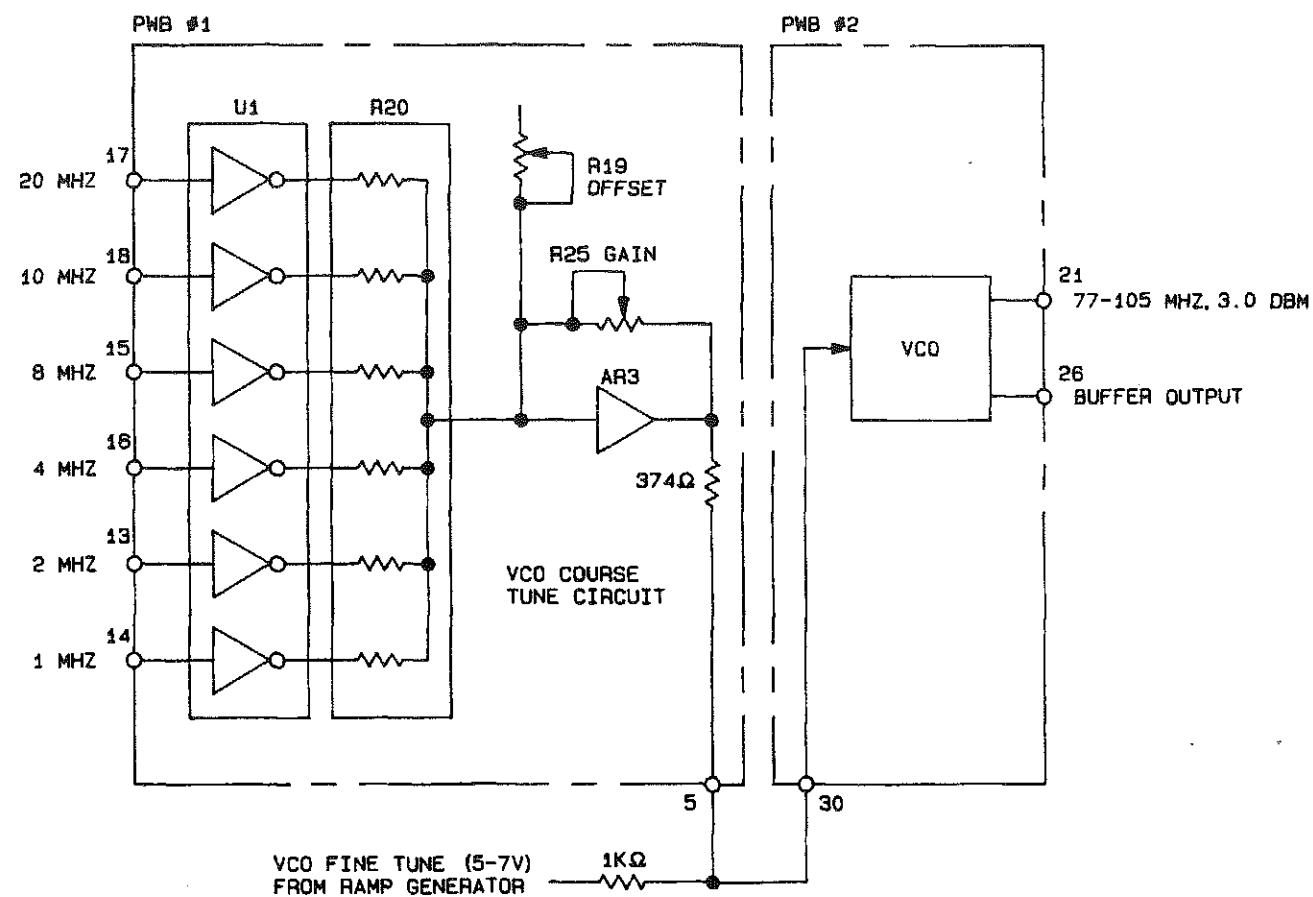 PWB #1
PWB #2
U1
R20
17
20 MHZ
R19
OFFSET
18
10 MHZ
R25 GAIN
21
77-105 MHZ, 3.0 DBM
15
8 MHZ
VCO
AR3
26
BUFFER OUTPUT
16
4 MHZ
374Ω
13
2 MHZ
VCO COURSE
TUNE CIRCUIT
14
1 MHZ
5
30
VCO FINE TUNE (5-7V)
FROM RAMP GENERATOR
1KΩ